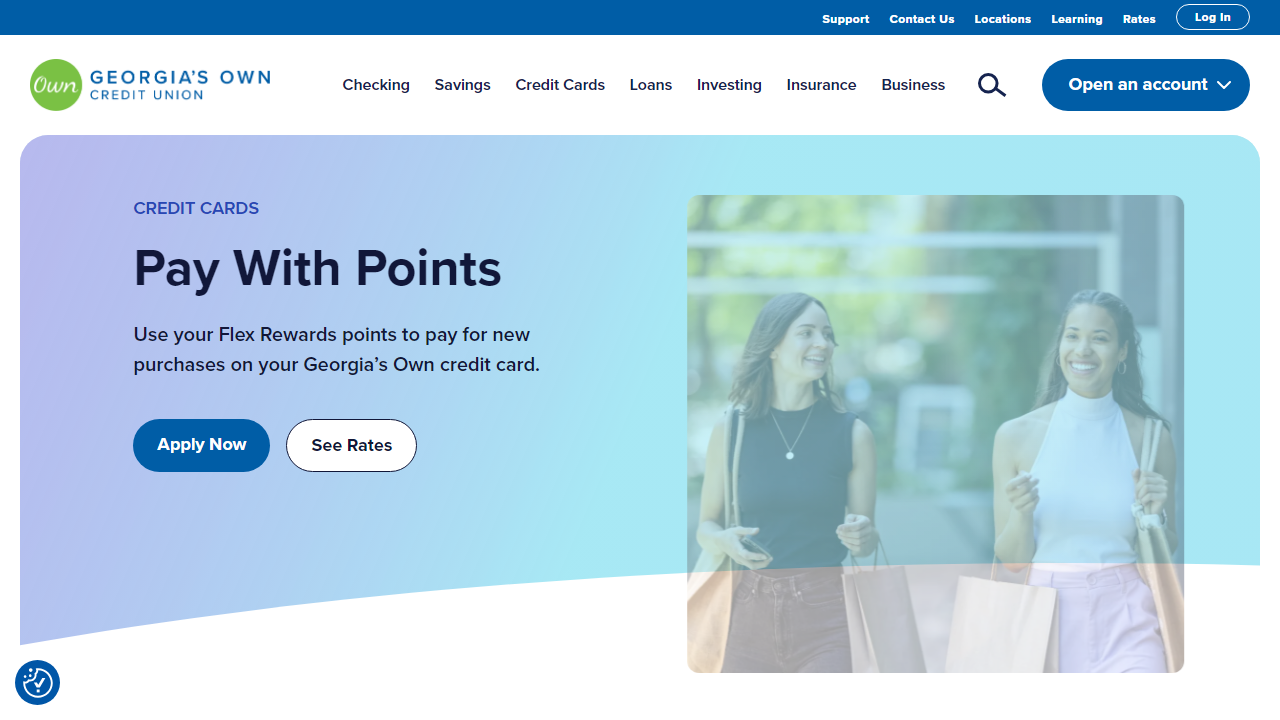 Support Contact Us Locations Learning Rates Log In
Own GEORGIA'S OWN
CREDIT UNION
Checking Savings Credit Cards Loans Investing Insurance Business Open an account
CREDIT CARDS
Pay With Points
Use your Flex Rewards points to pay for new
purchases on your Georgia’s Own credit card.
Apply Now See Rates